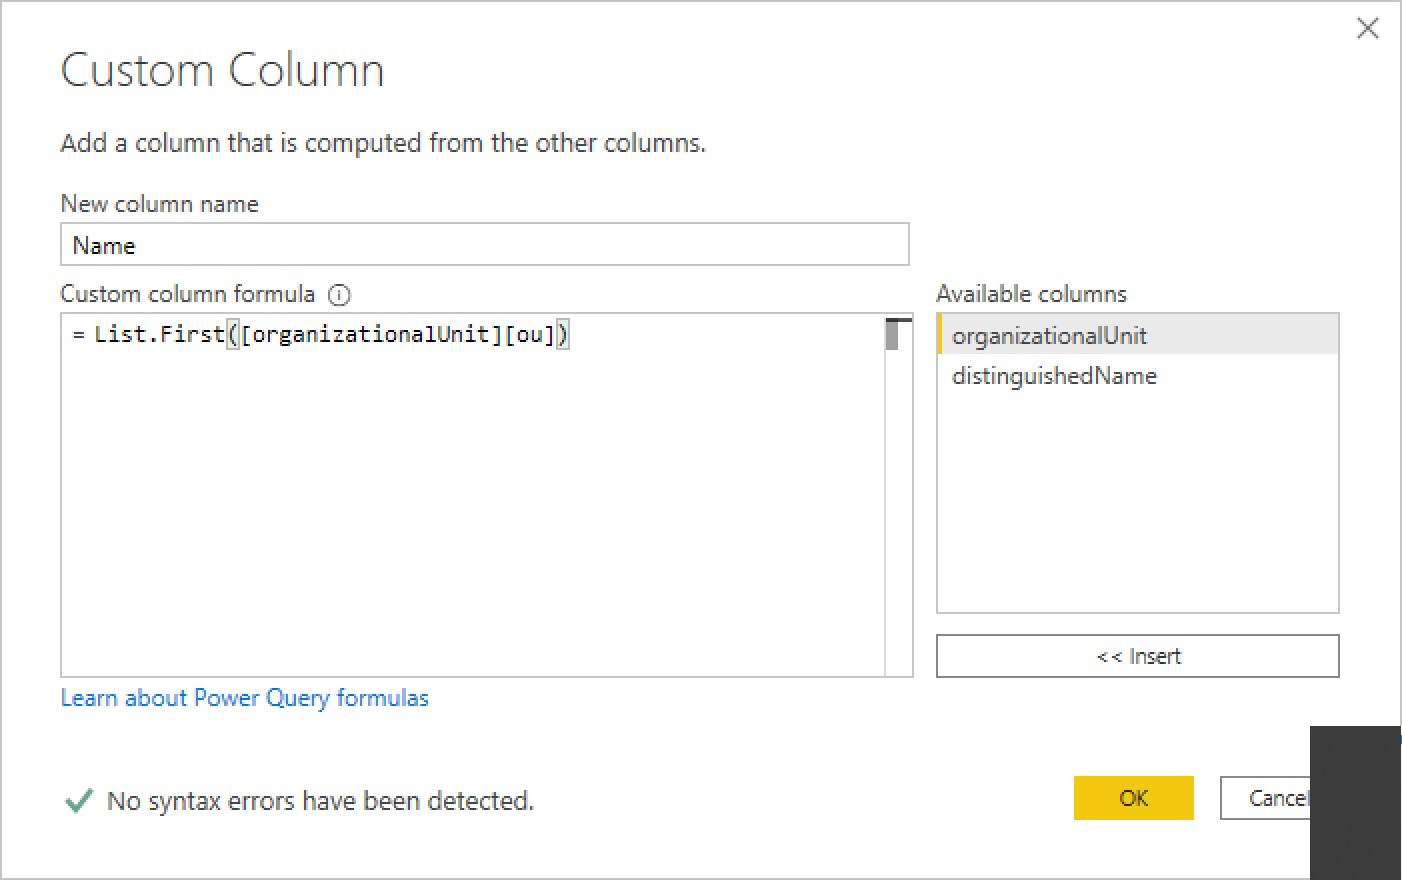 Custom Column
Add a column that is computed from the other columns.
New column name
Name
Custom column formula
= List.First([organizationalUnit][ou])
Available columns
organizationalUnit
distinguishedName
<< Insert
Learn about Power Query formulas
No syntax errors have been detected.
OK
Cancel